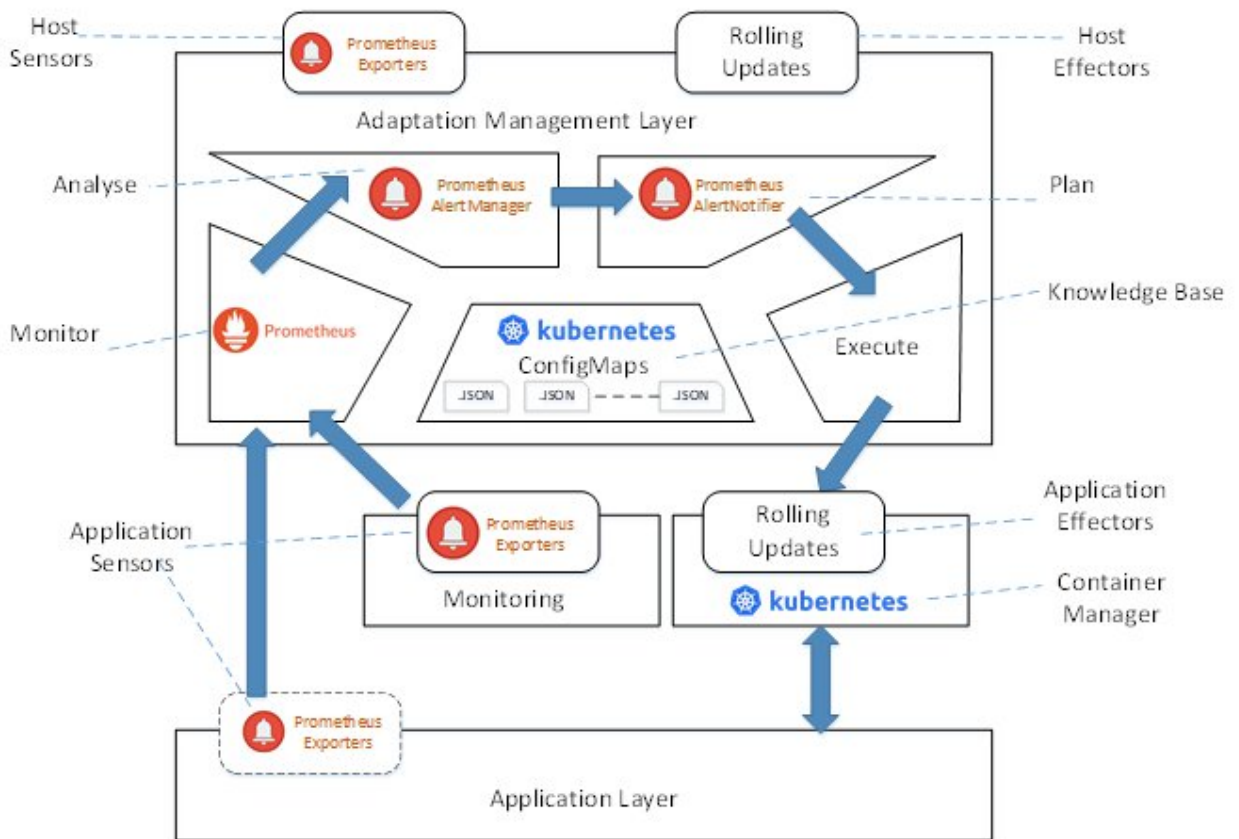 Host
Sensors
Prometheus
Exporters
Rolling
Updates
Host
Effectors
Adaptation Management Layer
Analyse
Prometheus
AlertManager
Prometheus
AlertNotifier
Plan
Knowledge Base
Monitor
Prometheus
kubernetes
ConfigMaps
.JSON
.JSON
.JSON
Execute
Application
Sensors
Prometheus
Exporters
Monitoring
Rolling
Updates
kubernetes
Application
Effectors
Container
Manager
Prometheus
Exporters
Application Layer